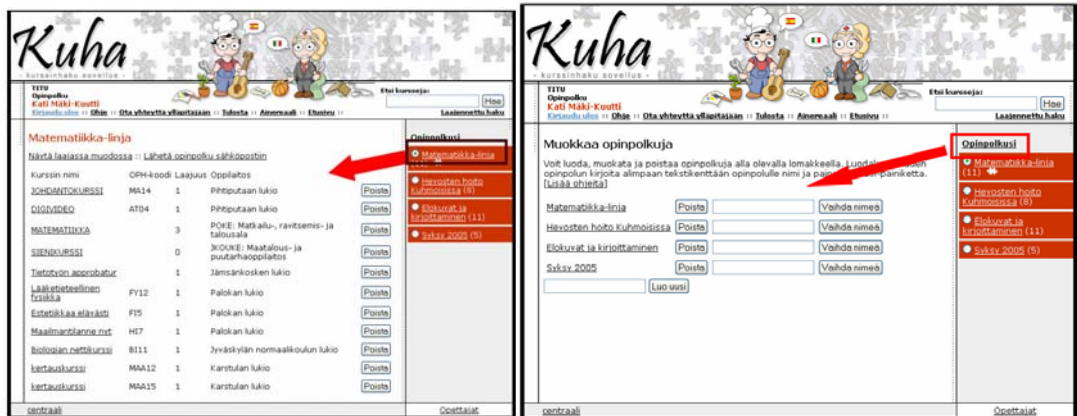 Kuha
- kurssinhaku sovellus -
TITU
Opinpolku
Kati Mäki-Kuutti
Kirjaudu ulos :: Ohje :: Ota yhteyttä ylläpitäjään :: Tulosta :: Ainereaali :: Etusivu ::
Etsi kursseja:
Hae
Laajennettu haku
Matematiikka-linja
Näytä laajassa muodossa :: Lähetä opinpolku sähköpostiin
Kurssin nimi OPH-koodi Laajuus Oppilaitos
JOHDANTOKURSSI MA14 1 Pihtiputaan lukio Poista
DIGIVIDEO AT04 1 Pihtiputaan lukio Poista
MATEMATIIKKA 3 POKE: Matkailu-, ravitsemis- ja
talousala Poista
SIENIKURSSI 0 JKOUKE: Maatalous- ja
puutarhaoppilaitos Poista
Tietotyön approbatur 1 Jämsänkosken lukio Poista
Lääketieteellinen
fysiikka FY12 1 Palokan lukio Poista
Estetiikkaa elävästi FI5 1 Palokan lukio Poista
Maailmantilanne nyt HI7 1 Palokan lukio Poista
Biologian nettikurssi BI11 1 Jyväskylän normaalikoulun lukio Poista
kertauskurssi MAA12 1 Karstulan lukio Poista
kertauskurssi MAA15 1 Karstulan lukio Poista
Opinpolkusi
Matematiikka-linja
Hevosten hoito
Kuhmoisissa (8)
Elokuvat ja
kirjoittaminen (11)
Syksy 2005 (5)
centraali
Opettajat
Kuha
- kurssinhaku sovellus -
TITU
Opinpolku
Kati Mäki-Kuutti
Kirjaudu ulos :: Ohje :: Ota yhteyttä ylläpitäjään :: Tulosta :: Ainereaali :: Etusivu ::
Etsi kursseja:
Hae
Laajennettu haku
Muokkaa opinpolkuja
Voit luoda, muokata ja poistaa opinpolkuja alla olevalla lomakkeella. Luodaksesi uuden
opinpolun kirjoita alimpaan tekstikenttään opinpolulle nimi ja painikketta.
[Lisää ohjeita]
Matematiikka-linja Poista Vaihda nimeä
Hevosten hoito Kuhmoisissa Poista Vaihda nimeä
Elokuvat ja kirjoittaminen Poista Vaihda nimeä
Syksy 2005 Poista Vaihda nimeä
Luo uusi
Opinpolkusi
Matematiikka-linja
(11)
Hevosten hoito
Kuhmoisissa (8)
Elokuvat ja
kirjoittaminen (11)
Syksy 2005 (5)
centraali
Opettajat